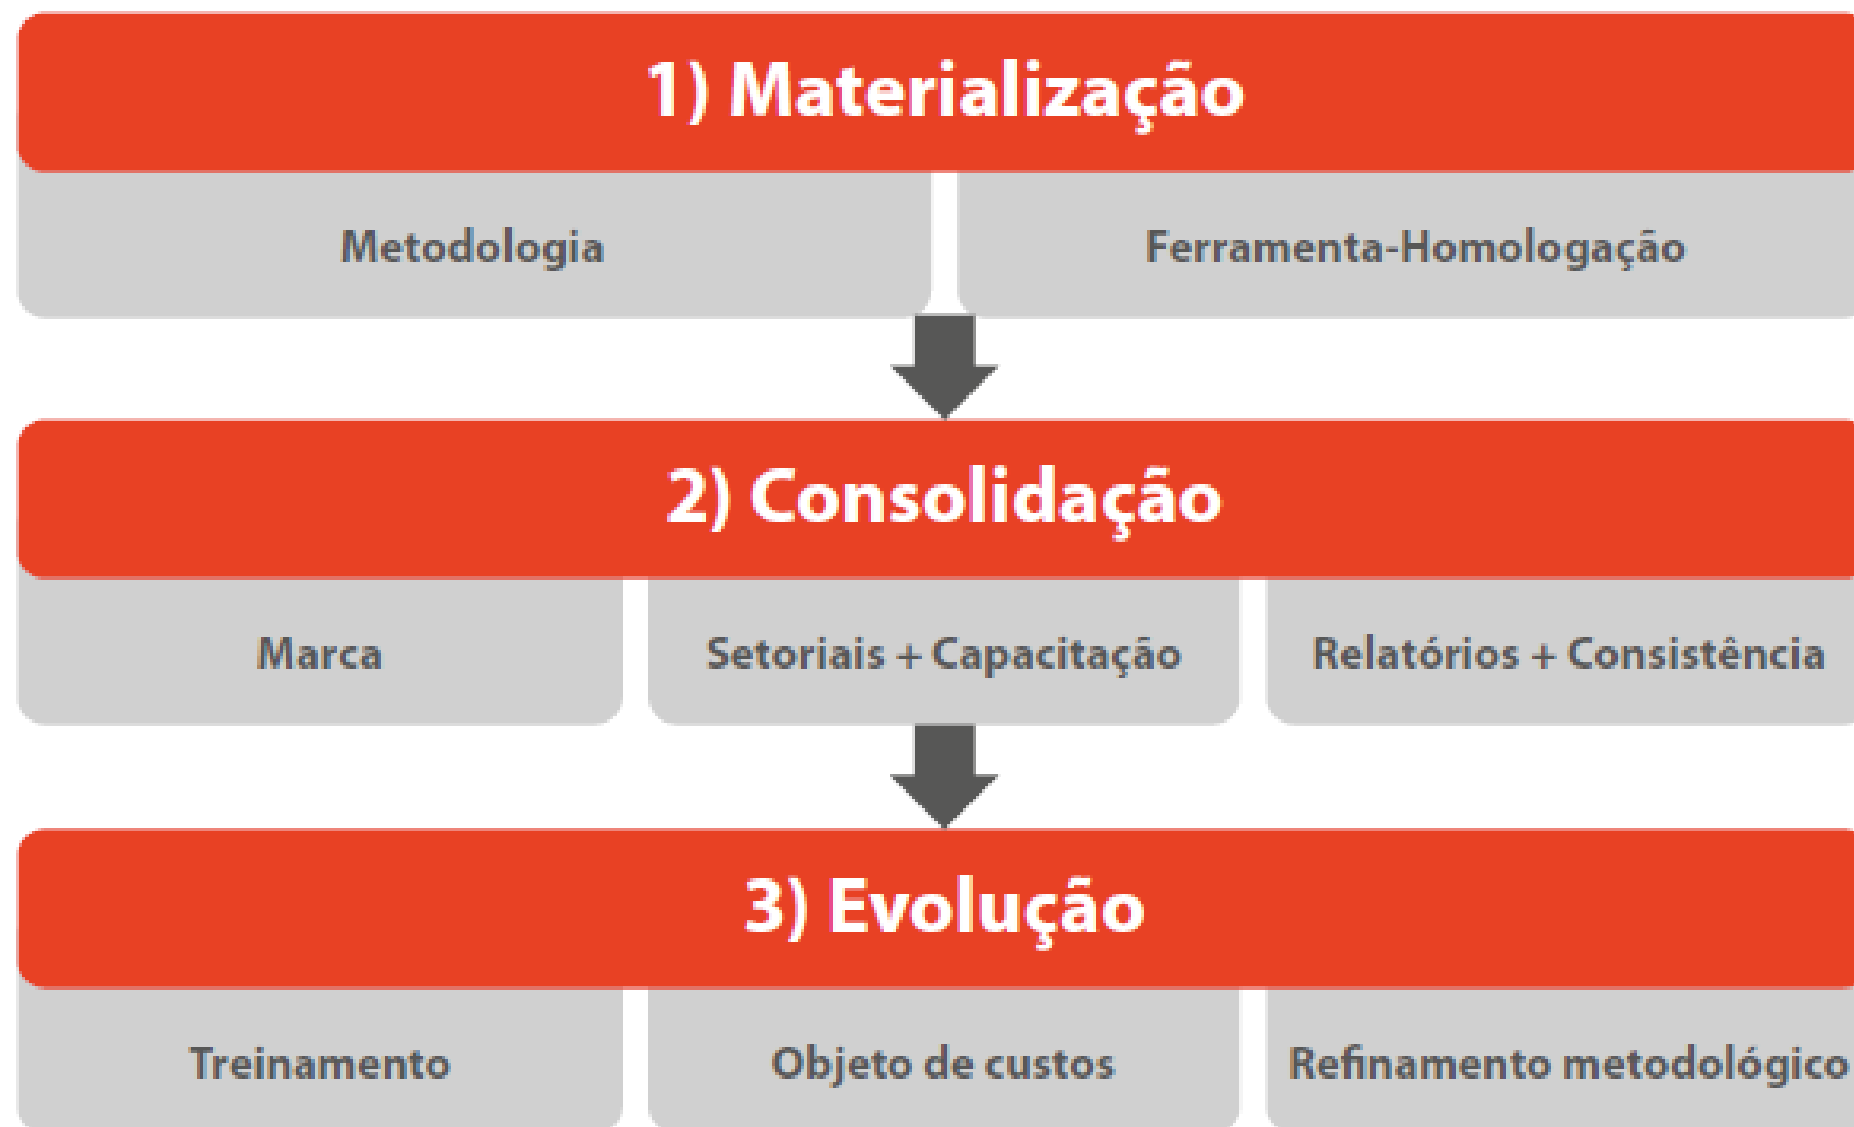 1) Materialização
Metodologia
Ferramenta-Homologação
2) Consolidação
Marca
Setoriais + Capacitação
Relatórios + Consistência
3) Evolução
Treinamento
Objeto de custos
Refinamento metodológico